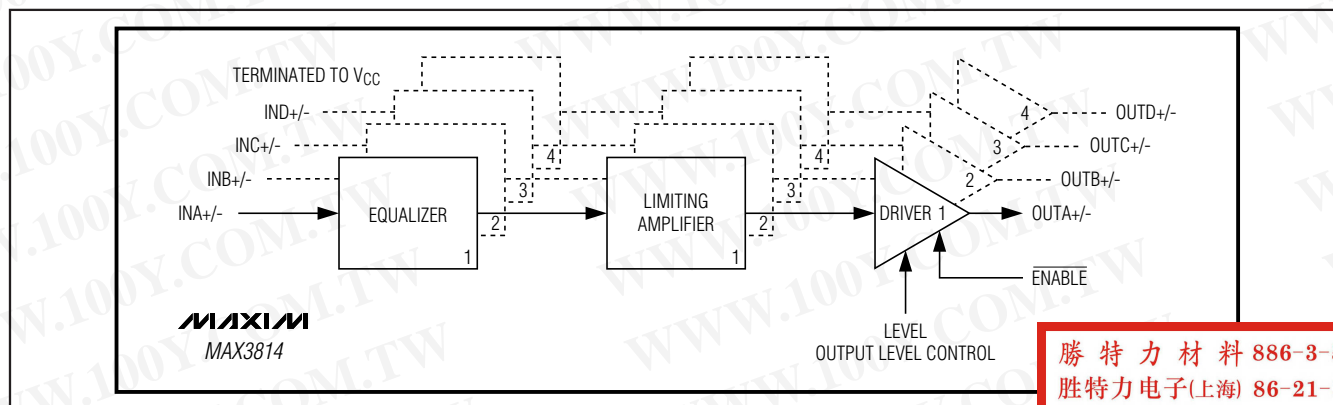 TERMINATED TO VCC
IND+/-
INC+/-
INB+/-
INA+/-
EQUALIZER
1
2
3
4
LIMITING
AMPLIFIER
1
2
3
4
DRIVER 1
2
3
4
OUTD+/-
OUTC+/-
OUTB+/-
OUTA+/-
ENABLE
LEVEL
OUTPUT LEVEL CONTROL
MAXIM
MAX3814
勝 特 力 材 料 886-3-
胜特力电子(上海) 86-21-
WWW.100Y.COM.TW